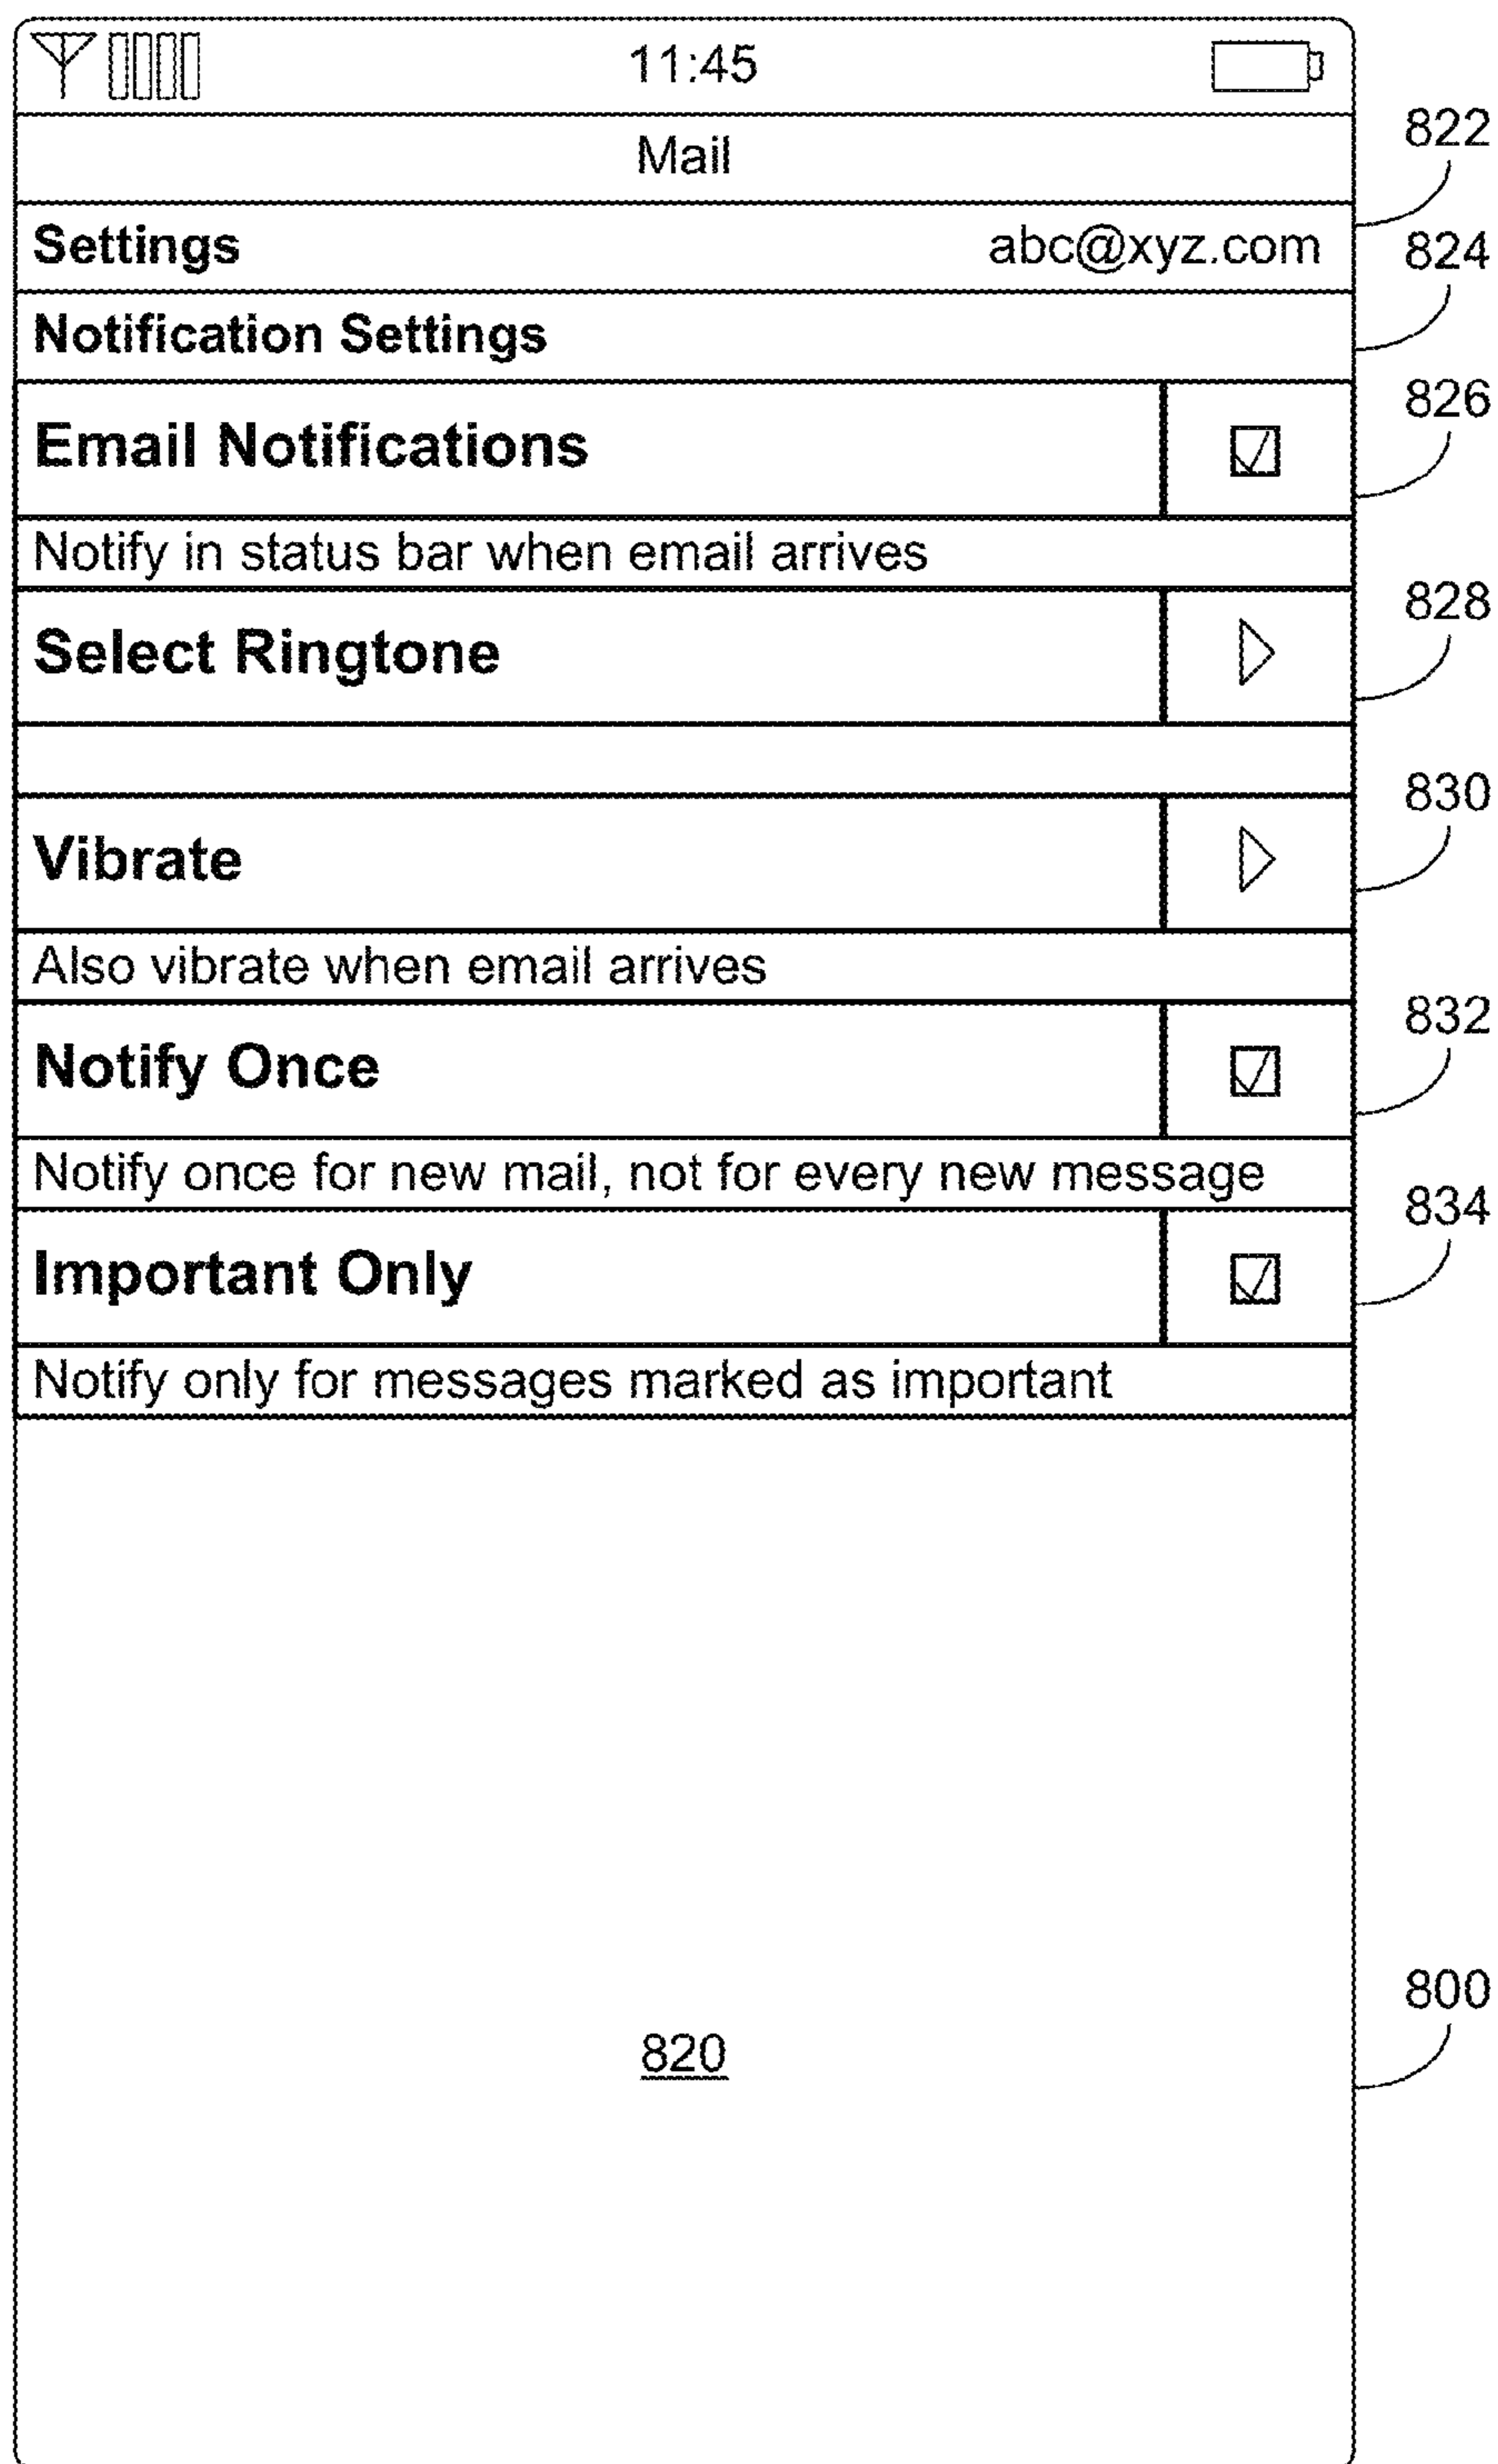 11:45
Mail
822
Settings abc@xyz.com
824
Notification Settings
826
Email Notifications
Notify in status bar when email arrives
828
Select Ringtone
830
Vibrate
Also vibrate when email arrives
832
Notify Once
Notify once for new mail, not for every new message
834
Important Only
Notify only for messages marked as important
800
820